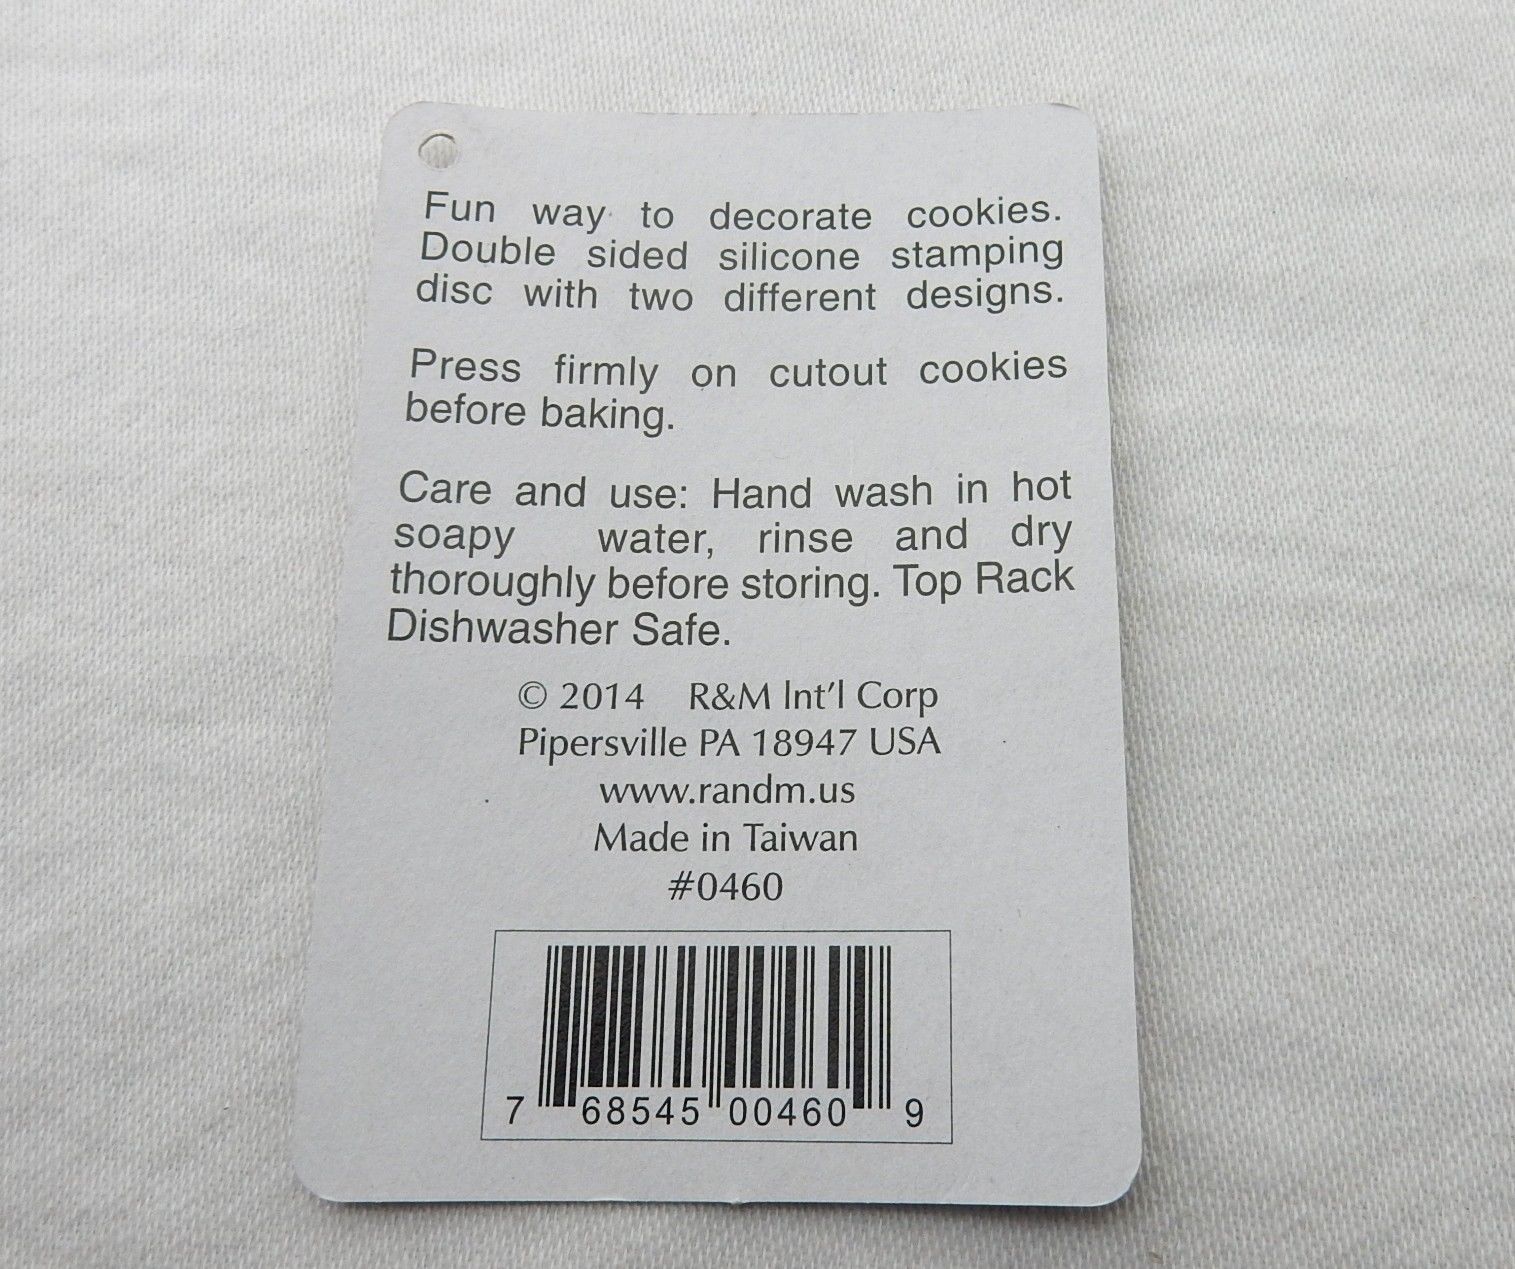 Fun way to decorate cookies.
Double sided silicone stamping
disc with two different designs.
Press firmly on cutout cookies
before baking.
Care and use: Hand wash in hot
soapy water, rinse and dry
thoroughly before storing. Top Rack
Dishwasher Safe.
© 2014 R&M Int'l Corp
Pipersville PA 18947 USA
www.randm.us
Made in Taiwan
#0460
7 68545 00460 9